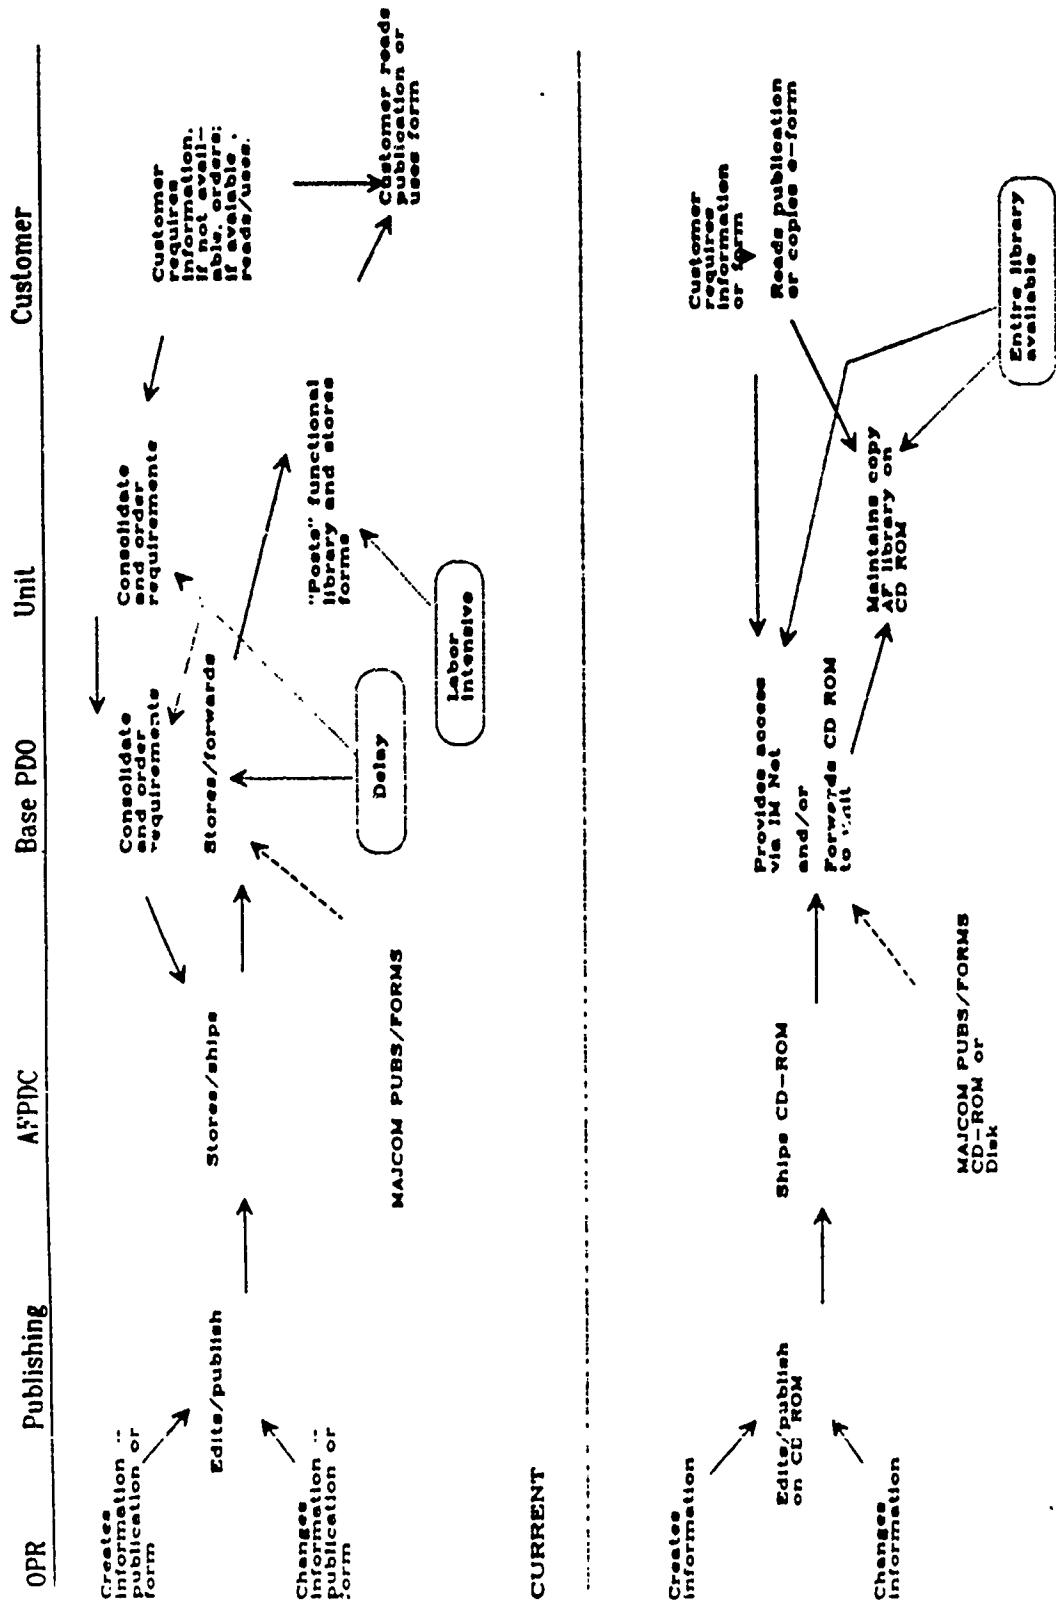 OPR
Publishing
AFPDC
Base PDO
Unit
Customer
Creates
information --
publication or
form
Changes
information --
publication or
form
Edits/publish
Stores/ships
MAJCOM PUBS/FORMS
Consolidate
and order
requirements
Stores/forwards
Delay
Consolidate
and order
requirements
"Posts" functional
library and stores
forms
Labor
intensive
Customer
requires
information.
If not avail-
able, orders;
if available,
reads/uses.
Customer reads
publication or
uses form
CURRENT
Creates
information
Changes
information
Edits/publish
on CD ROM
Ships CD-ROM
MAJCOM PUBS/FORMS
CD-ROM or
Disk
Provides access
via IM Net
and/or
Forwards CD ROM
to unit
Maintains copy
AF library on
CD ROM
Customer
requires
information
or form
Reads publication
or copies e-form
Entire library
available